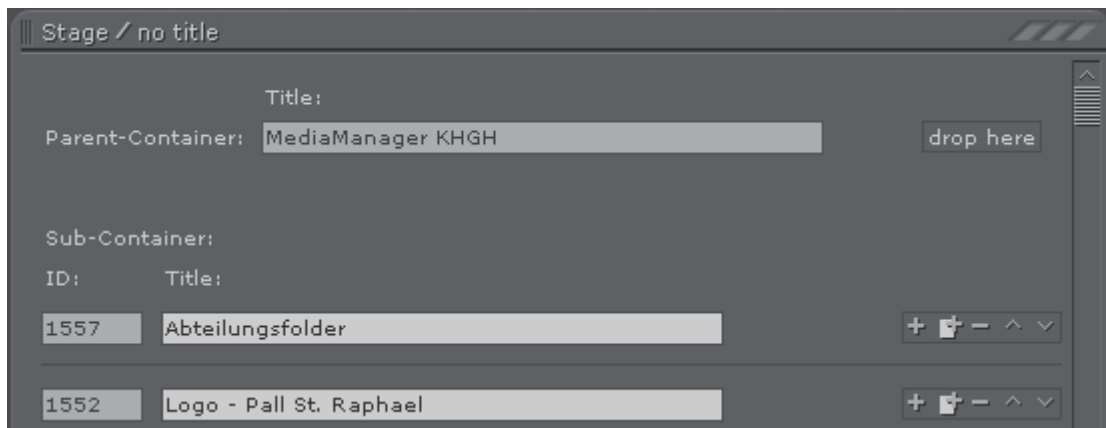 Stage / no title
Title:
Parent-Container: MediaManager KHGH drop here
Sub-Container:
ID: Title:
1557 Abteilungsfolder
1552 Logo - Pall St. Raphael